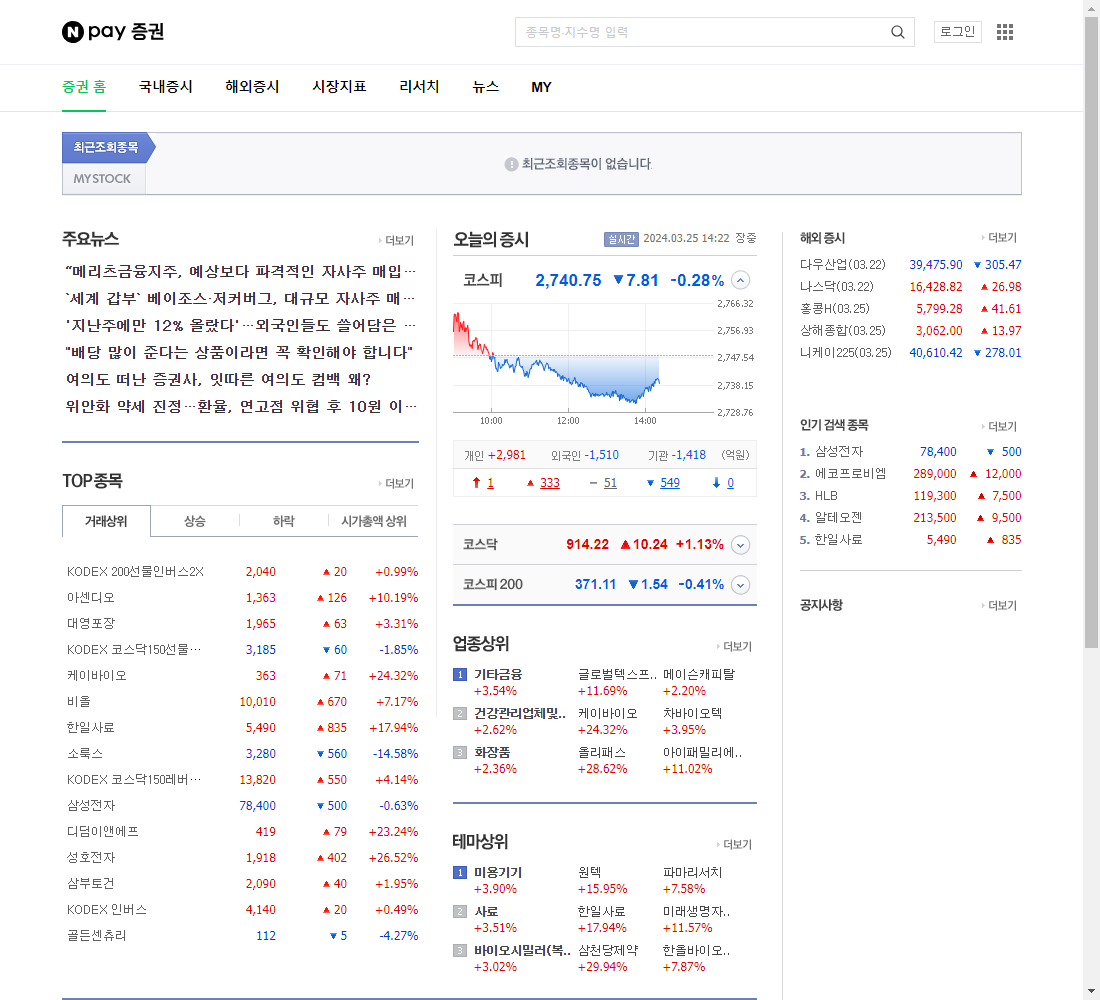 N pay 증권
종목명·지수명 입력
로그인
증권 홈 국내증시 해외증시 시장지표 리서치 뉴스 MY
최근조회종목
MYSTOCK
최근조회종목이 없습니다.
주요뉴스 더보기
“메리츠금융지주, 예상보다 파격적인 자사주 매입…
`세계 갑부` 베이조스·저커버그, 대규모 자사주 매…
'지난주에만 12% 올랐다'…외국인들도 쓸어담은 …
"배당 많이 준다는 상품이라면 꼭 확인해야 합니다"
여의도 떠난 증권사, 잇따른 여의도 컴백 왜?
위안화 약세 진정…환율, 연고점 위협 후 10원 이…
TOP종목 더보기
거래상위 상승 하락 시가총액 상위
KODEX 200선물인버스2X 2,040 ▲ 20 +0.99%
아센디오 1,363 ▲ 126 +10.19%
대영포장 1,965 ▲ 63 +3.31%
KODEX 코스닥150선물… 3,185 ▼ 60 -1.85%
케이바이오 363 ▲ 71 +24.32%
비올 10,010 ▲ 670 +7.17%
한일사료 5,490 ▲ 835 +17.94%
소룩스 3,280 ▼ 560 -14.58%
KODEX 코스닥150레버… 13,820 ▲ 550 +4.14%
삼성전자 78,400 ▼ 500 -0.63%
디덤이앤에프 419 ▲ 79 +23.24%
성호전자 1,918 ▲ 402 +26.52%
삼부토건 2,090 ▲ 40 +1.95%
KODEX 인버스 4,140 ▲ 20 +0.49%
골든센츄리 112 ▼ 5 -4.27%
오늘의 증시 실시간 2024.03.25 14:22 장중
코스피 2,740.75 ▼ 7.81 -0.28%
2,766.32
2,756.93
2,747.54
2,738.15
2,728.76
10:00 12:00 14:00
개인 +2,981 외국인 -1,510 기관 -1,418 (억원)
↑ 1 ▲ 333 － 51 ▼ 549 ↓ 0
코스닥 914.22 ▲ 10.24 +1.13%
코스피 200 371.11 ▼ 1.54 -0.41%
업종상위 더보기
1 기타금융 글로벌텍스프.. 메이슨캐피탈
+3.54% +11.69% +2.20%
2 건강관리업체및.. 케이바이오 차바이오텍
+2.62% +24.32% +3.95%
3 화장품 올리패스 아이패밀리에..
+2.36% +28.62% +11.02%
테마상위 더보기
1 미용기기 원텍 파마리서치
+3.90% +15.95% +7.58%
2 사료 한일사료 미래생명자..
+3.51% +17.94% +11.57%
3 바이오시밀러(복.. 삼천당제약 한올바이오..
+3.02% +29.94% +7.87%
해외 증시 더보기
다우산업(03.22) 39,475.90 ▼ 305.47
나스닥(03.22) 16,428.82 ▲ 26.98
홍콩H(03.25) 5,799.28 ▲ 41.61
상해종합(03.25) 3,062.00 ▲ 13.97
니케이225(03.25) 40,610.42 ▼ 278.01
인기 검색 종목 더보기
1. 삼성전자 78,400 ▼ 500
2. 에코프로비엠 289,000 ▲ 12,000
3. HLB 119,300 ▲ 7,500
4. 알테오젠 213,500 ▲ 9,500
5. 한일사료 5,490 ▲ 835
공지사항 더보기